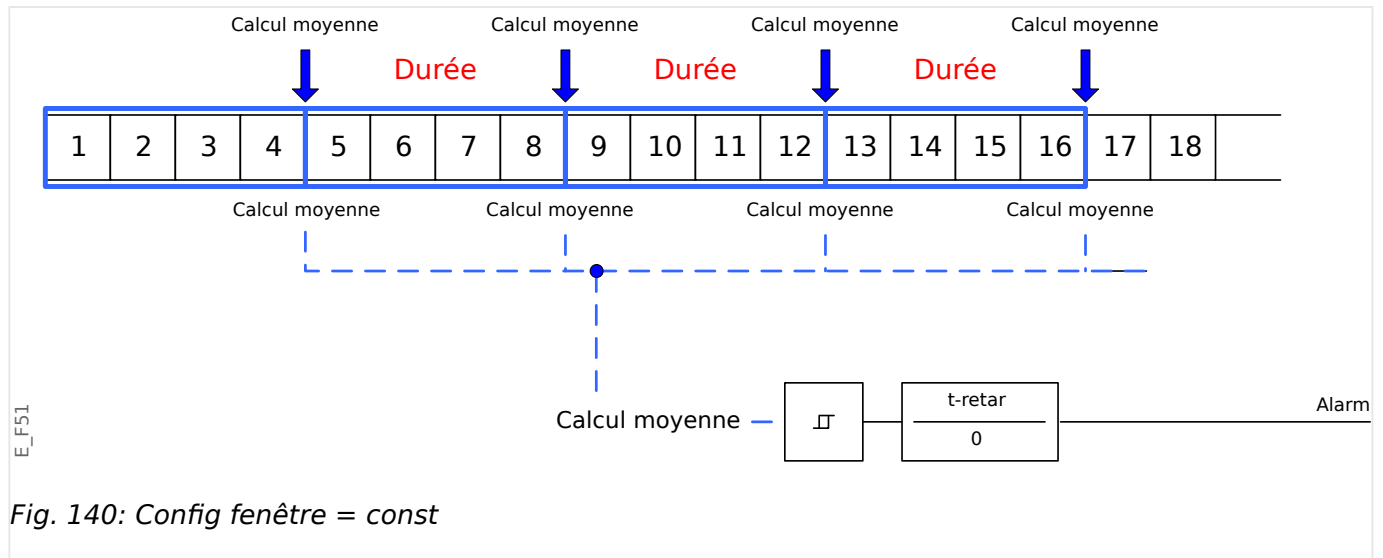 Calcul moyenne Calcul moyenne Calcul moyenne Calcul moyenne
Durée Durée Durée
1 2 3 4 5 6 7 8 9 10 11 12 13 14 15 16 17 18
Calcul moyenne Calcul moyenne Calcul moyenne Calcul moyenne
t-retar
Alarm
Calcul moyenne
0
E_F51
Fig. 140: Config fenêtre = const